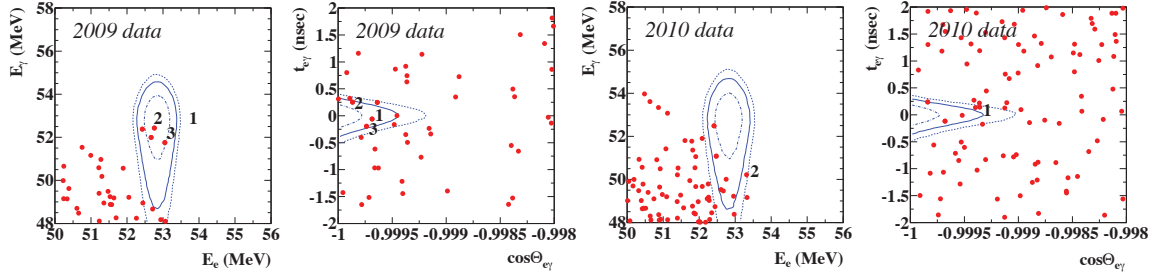 2009 data
E_γ (MeV)
58
56
54
52
50
48
50 51 52 53 54 55 56
E_e (MeV)
1
2
3
2009 data
t_eγ (nsec)
2
1.5
1
0.5
0
-0.5
-1
-1.5
-2
-1 -0.9995 -0.999 -0.9985 -0.998
cosΘ_eγ
2
1
3
2010 data
E_γ (MeV)
58
56
54
52
50
48
50 51 52 53 54 55 56
E_e (MeV)
2
2010 data
t_eγ (nsec)
2
1.5
1
0.5
0
-0.5
-1
-1.5
-2
-1 -0.9995 -0.999 -0.9985 -0.998
cosΘ_eγ
1